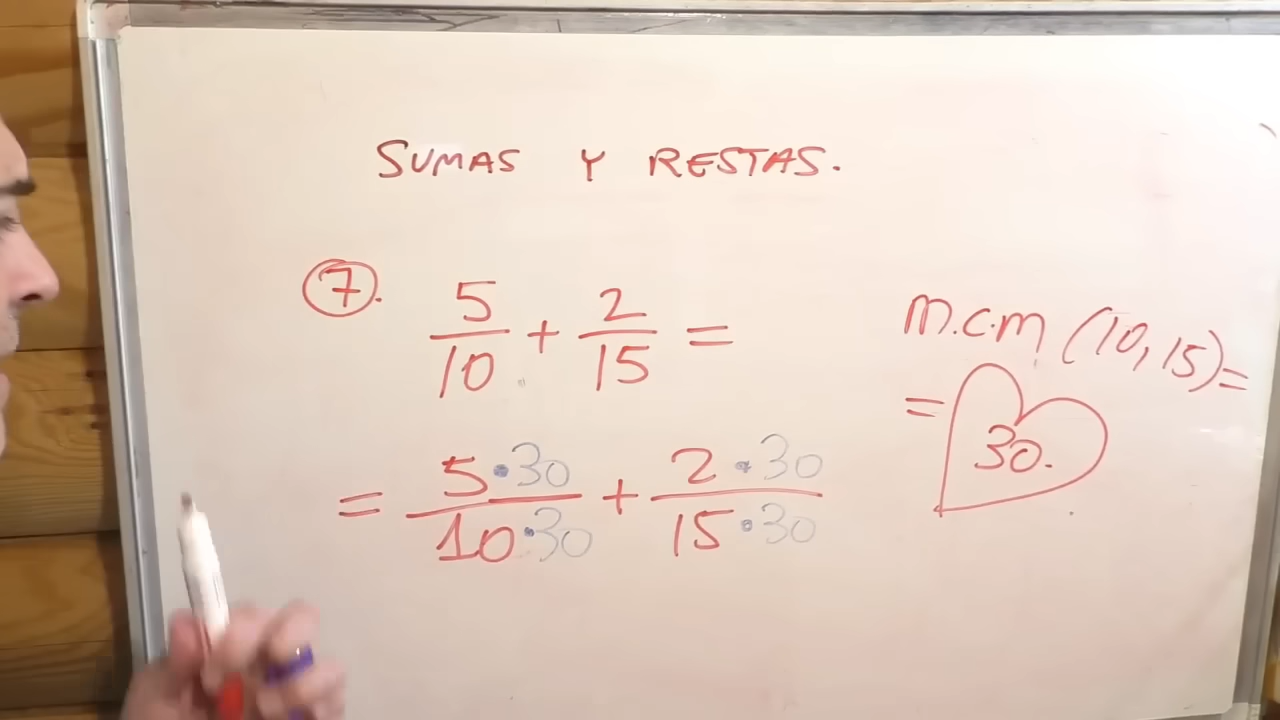 SUMAS Y RESTAS.
7. 5/10 + 2/15 =
m.c.m (10, 15) =
= 30.
= 5 • 30/10 • 30 + 2 • 30/15 • 30